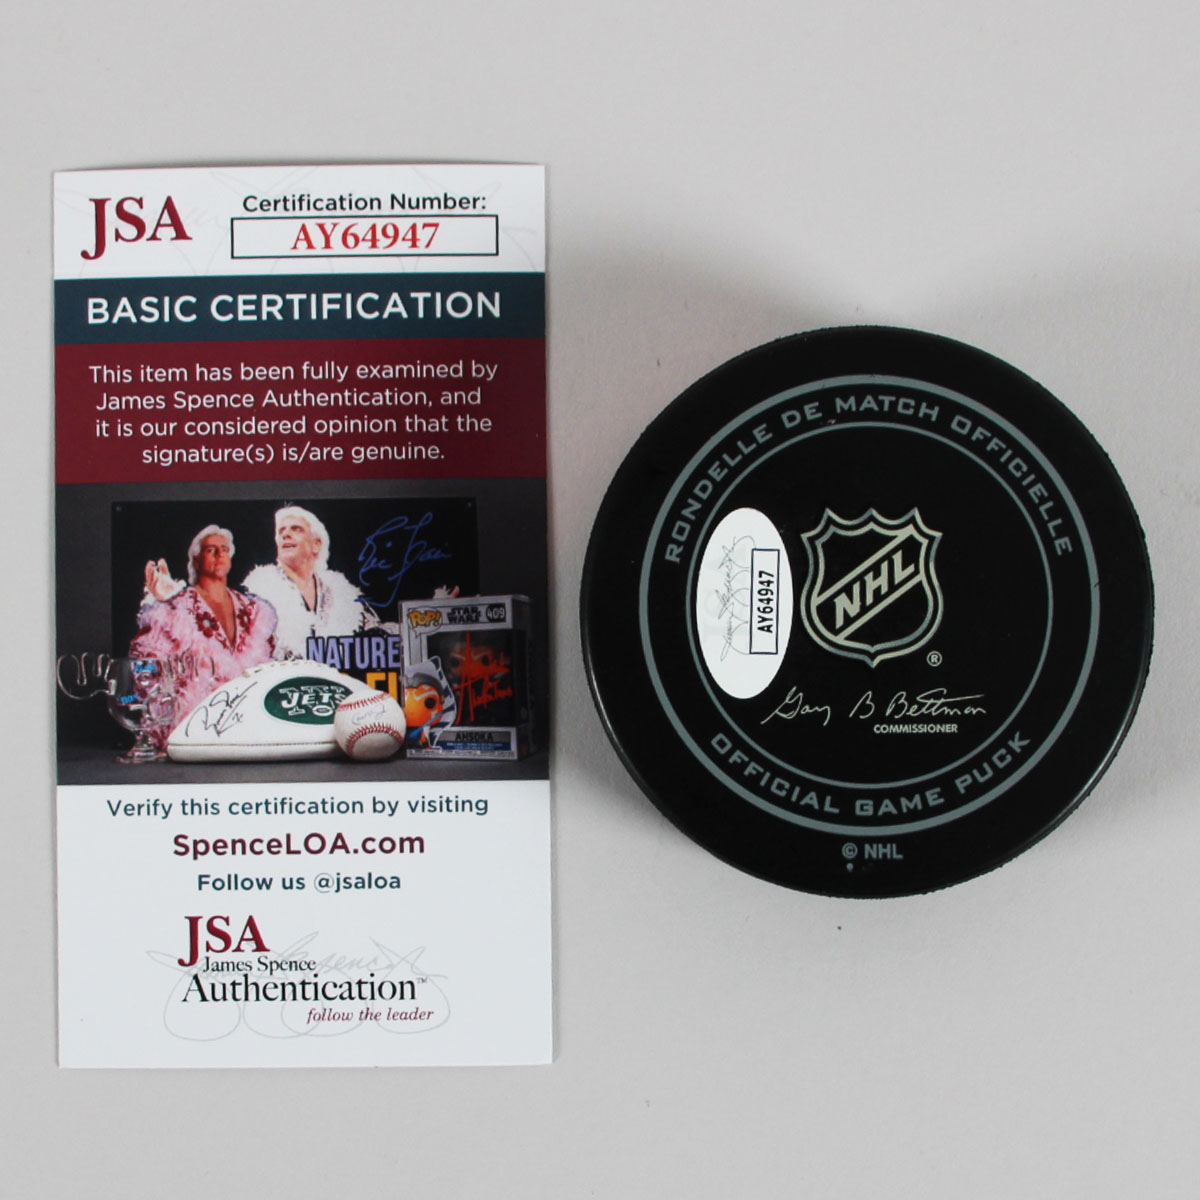 JSA
Certification Number:
AY64947
BASIC CERTIFICATION
This item has been fully examined by
James Spence Authentication, and
it is our considered opinion that the
signature(s) is/are genuine.
NATURE
JETS
POP!
STAR
WARS
409
AHSOKA
Verify this certification by visiting
SpenceLOA.com
Follow us @jsaloa
JSA
James Spence
Authentication™
follow the leader
RONDELLE DE MATCH OFFICIELLE
AY64947
NHL
®
Gary B Bettman
COMMISSIONER
OFFICIAL GAME PUCK
© NHL